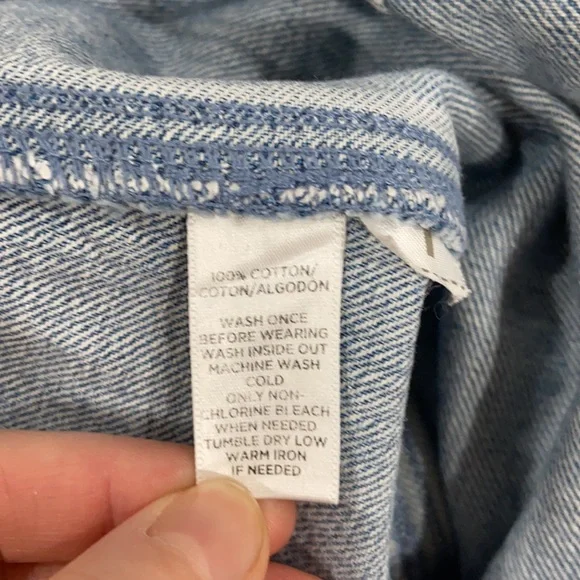 100% COTTON/
COTON/ALGODÓN
WASH ONCE
BEFORE WEARING
WASH INSIDE OUT
MACHINE WASH
COLD
ONLY NON-
CHLORINE BLEACH
WHEN NEEDED
TUMBLE DRY LOW
WARM IRON
IF NEEDED